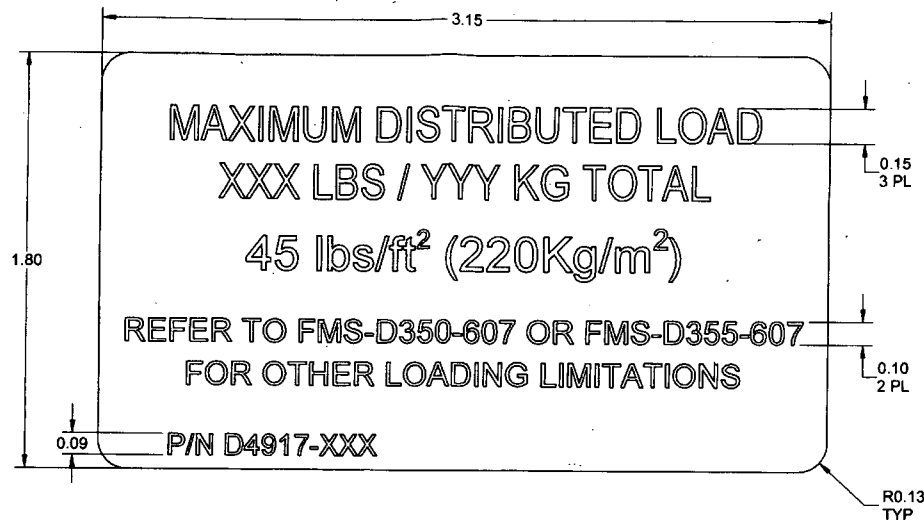 3.15
MAXIMUM DISTRIBUTED LOAD
XXX LBS / YYY KG TOTAL
0.15
3 PL
1.80
45 lbs/ft² (220Kg/m²)
REFER TO FMS-D350-607 OR FMS-D355-607
FOR OTHER LOADING LIMITATIONS
0.10
2 PL
0.09
P/N D4917-XXX
R0.13
TYP